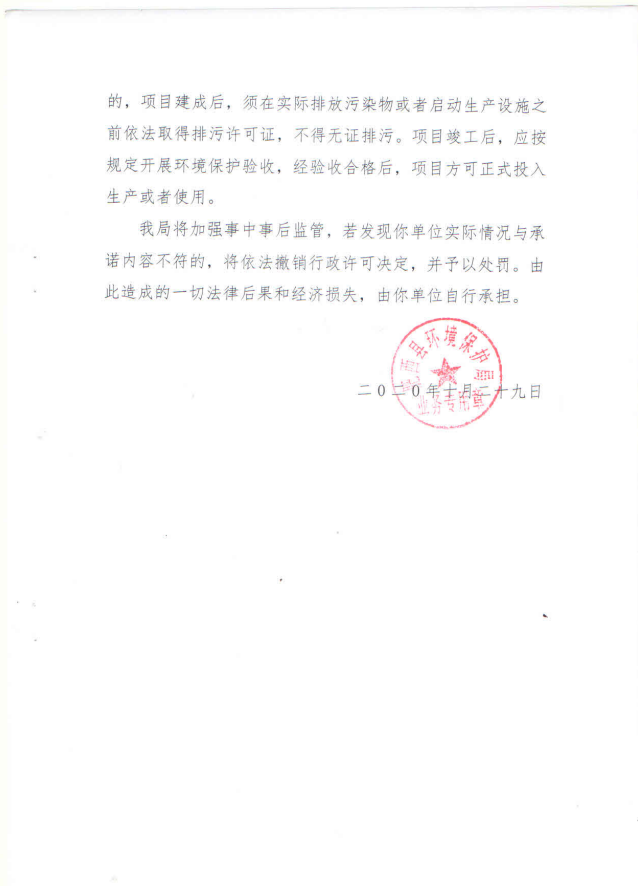 的，项目建成后，须在实际排放污染物或者启动生产设施之
前依法取得排污许可证，不得无证排污。项目竣工后，应按
规定开展环境保护验收，经验收合格后，项目方可正式投入
生产或者使用。
我局将加强事中事后监管，若发现你单位实际情况与承
诺内容不符的，将依法撤销行政许可决定，并予以处罚。由
此造成的一切法律后果和经济损失，由你单位自行承担。
南县环境保护局
二0二0年十月二十九日
业务专用章